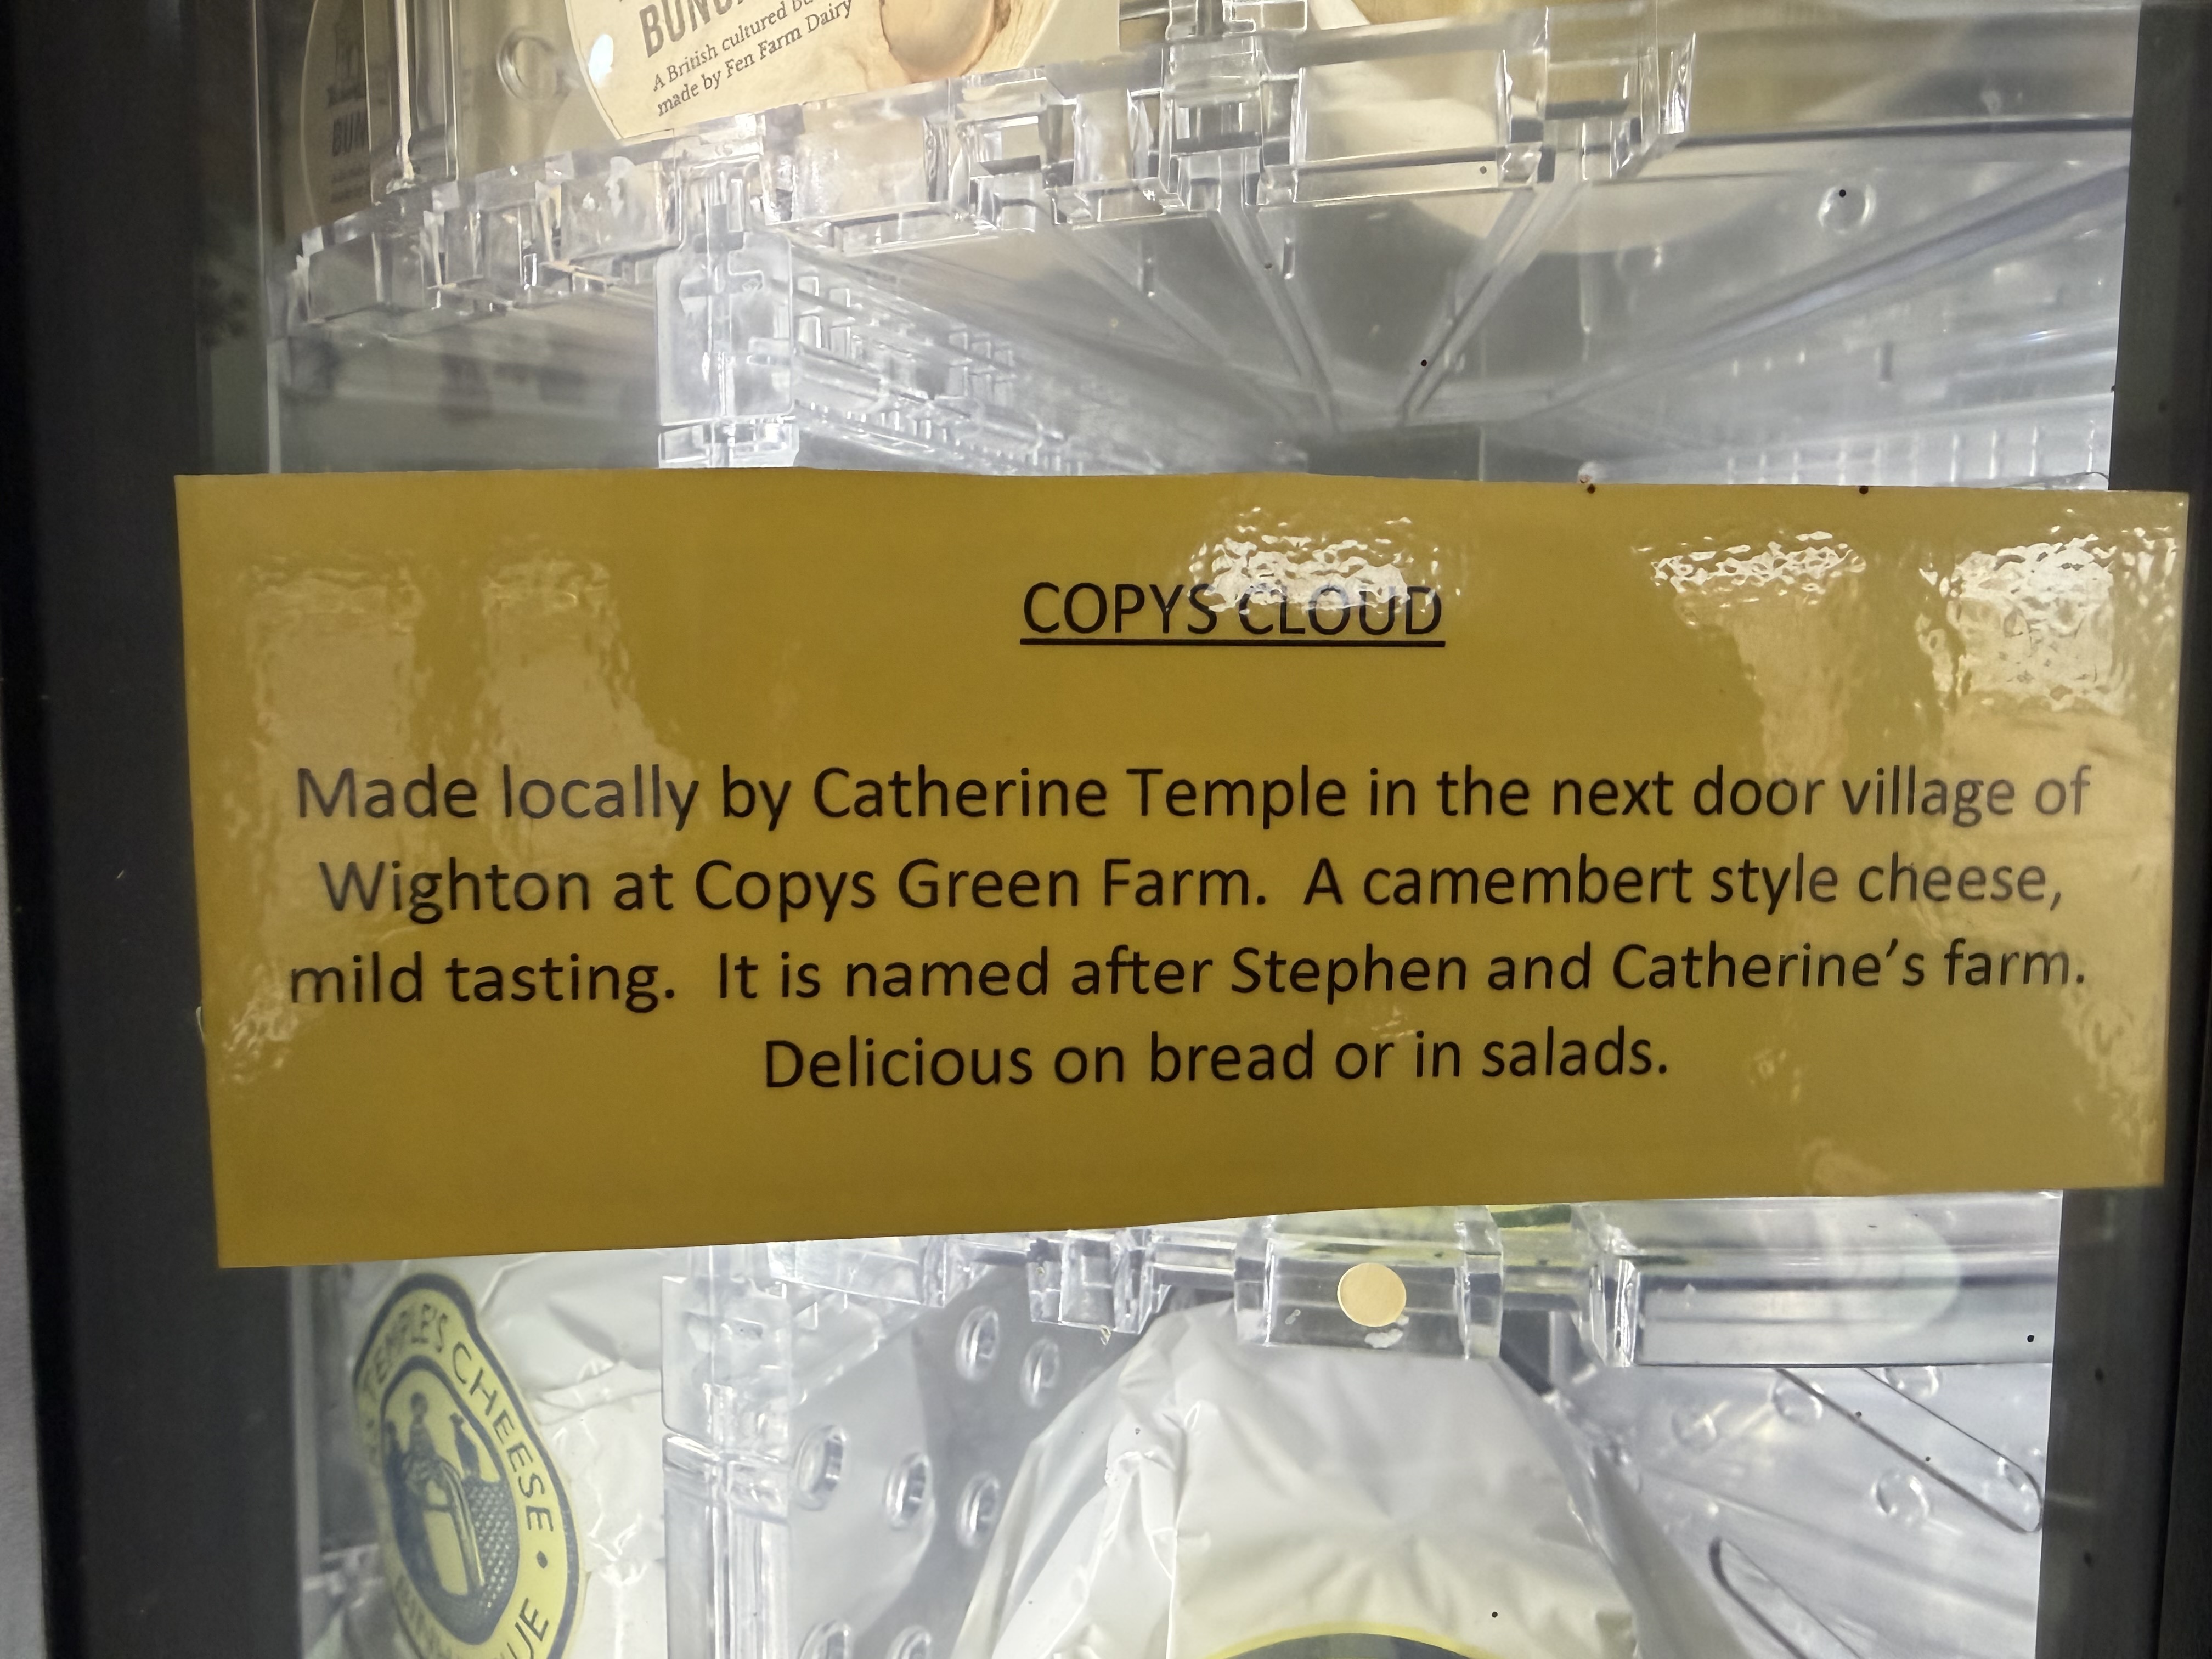 A British cultured
made by Fen Farm Dairy
BUN
COPYS CLOUD
Made locally by Catherine Temple in the next door village of
Wighton at Copys Green Farm.  A camembert style cheese,
mild tasting.  It is named after Stephen and Catherine’s farm.
Delicious on bread or in salads.
TEMPLE'S CHEESE •